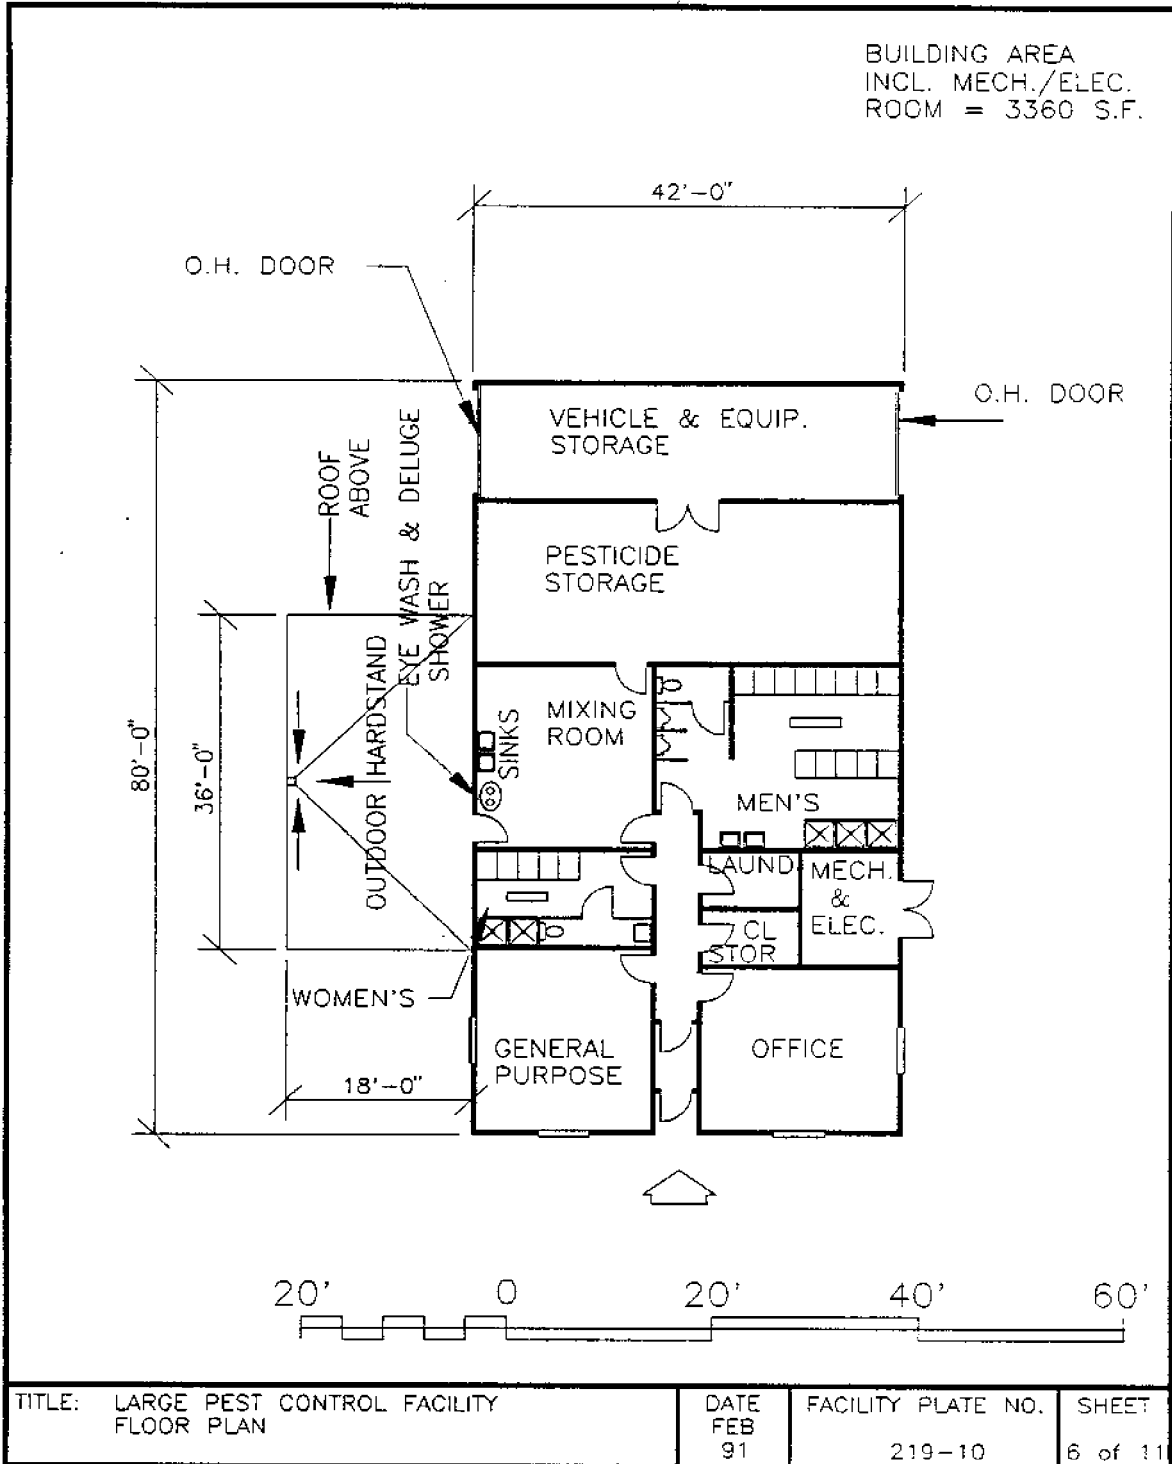 BUILDING AREA
INCL. MECH./ELEC.
ROOM = 3360 S.F.
42'-0"
O.H. DOOR
O.H. DOOR
VEHICLE & EQUIP.
STORAGE
ROOF
ABOVE
EYE WASH & DELUGE
SHOWER
PESTICIDE
STORAGE
80'-0"
36'-0"
OUTDOOR HARDSTAND
SINKS
MIXING
ROOM
MEN'S
LAUND.
MECH.
&
ELEC.
CL
STOR
WOMEN'S
18'-0"
GENERAL
PURPOSE
OFFICE
20' 0 20' 40' 60'
TITLE: LARGE PEST CONTROL FACILITY
FLOOR PLAN
DATE
FEB
91
FACILITY PLATE NO.
219-10
SHEET
6 of 11